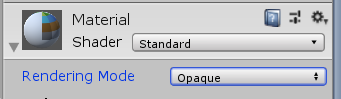 Material
Shader Standard
Rendering Mode Opaque